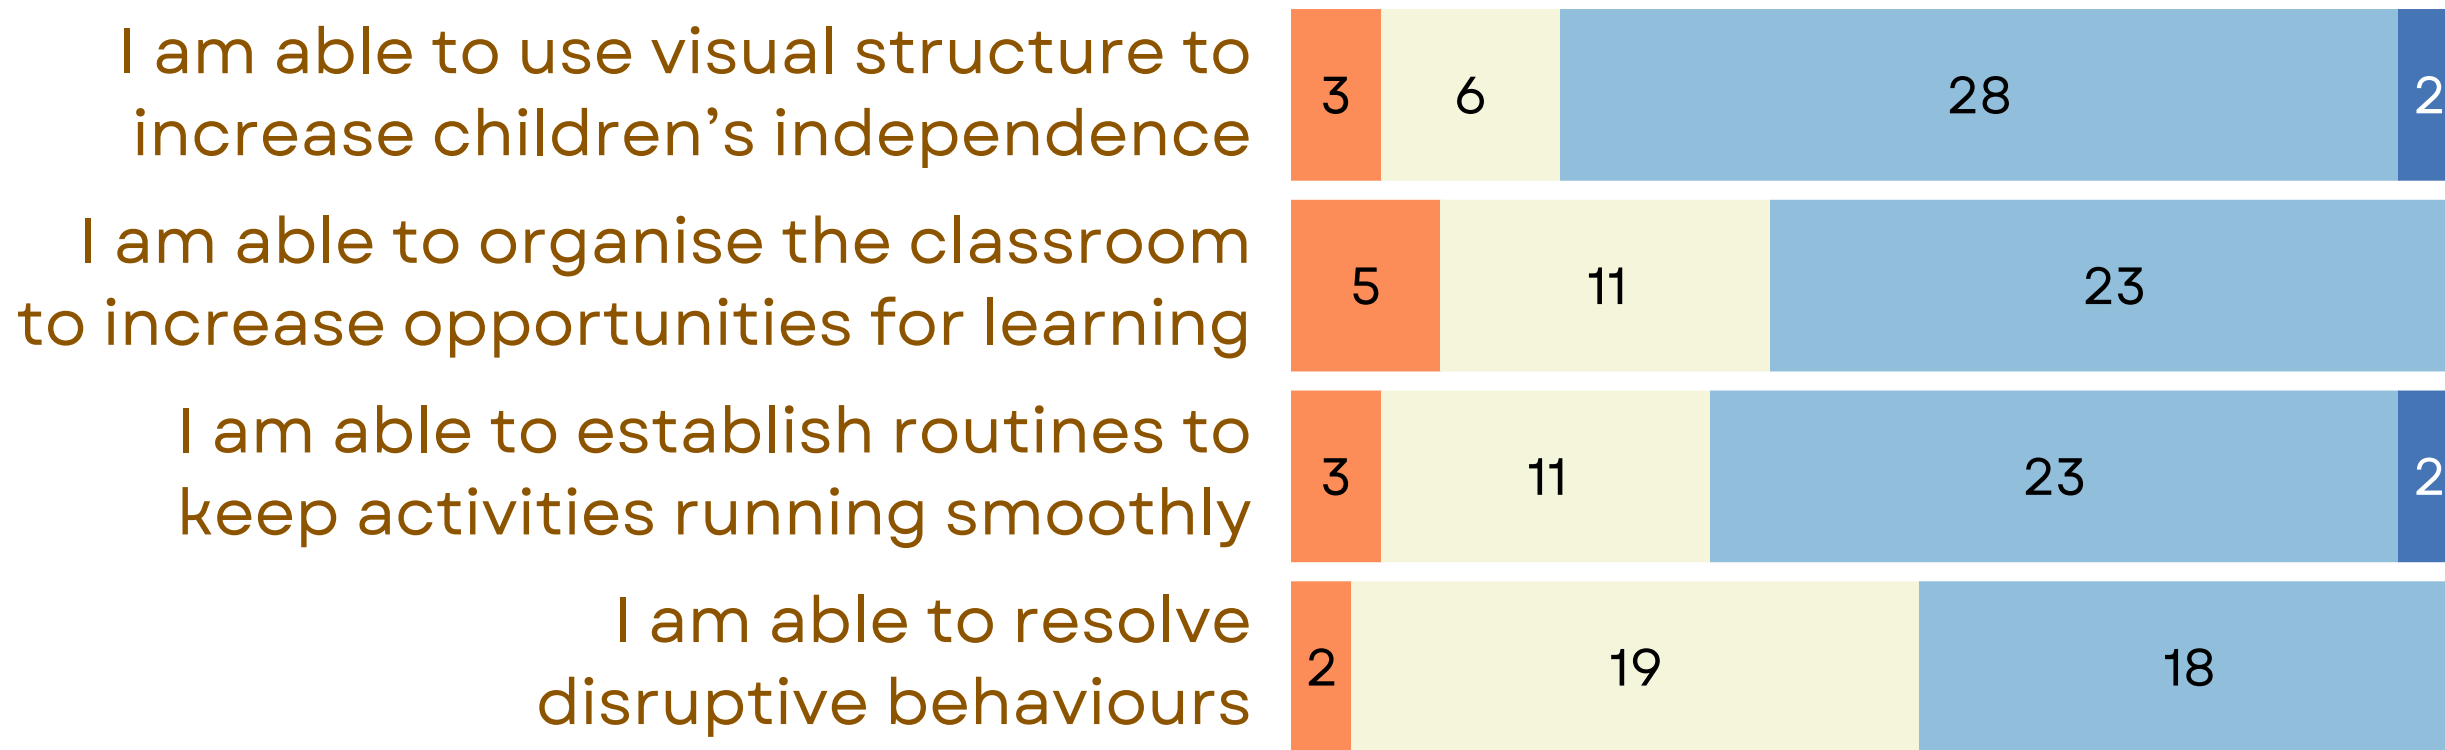 I am able to use visual structure to
increase children’s independence
3 6 28 2
I am able to organise the classroom
to increase opportunities for learning
5 11 23
I am able to establish routines to
keep activities running smoothly
3 11 23 2
I am able to resolve
disruptive behaviours
2 19 18